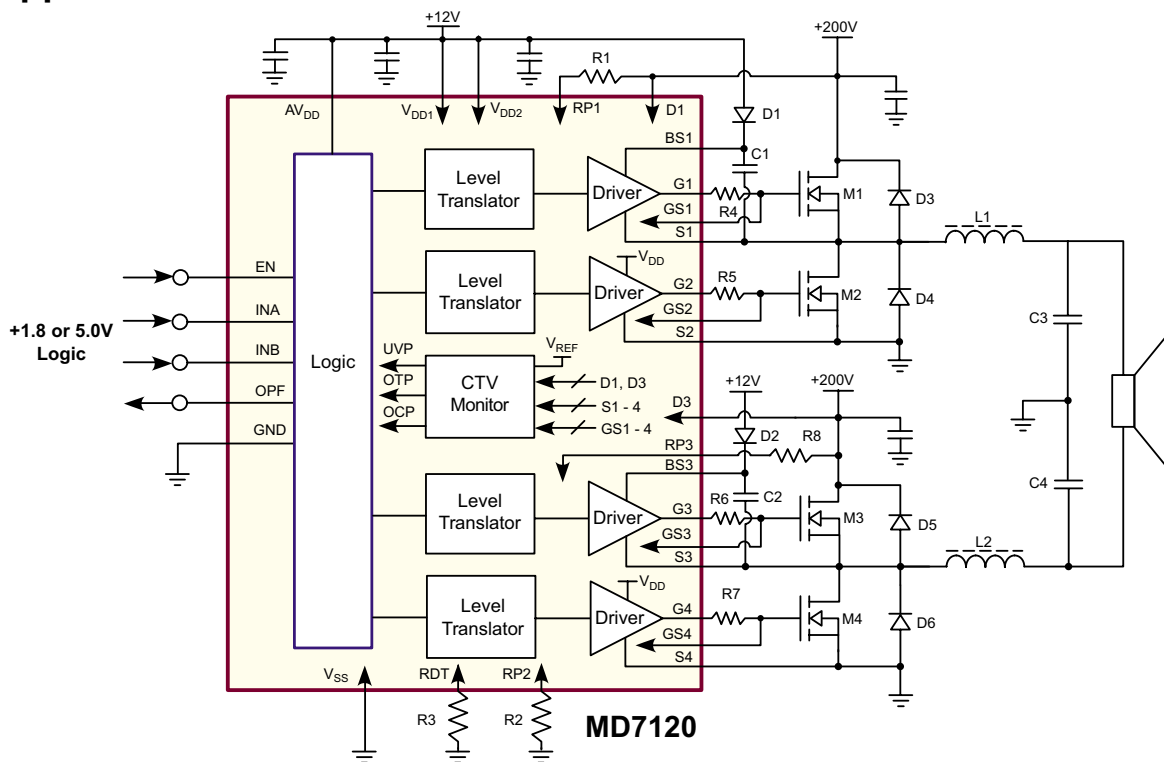 +12V
+200V
R1
AVDD
VDD1
VDD2
RP1
D1
D1
BS1
C1
Level Translator
Driver
G1
R4
GS1
S1
M1
D3
L1
VDD
Level Translator
Driver
G2
R5
GS2
S2
M2
D4
C3
EN
INA
INB
OPF
GND
+1.8 or 5.0V
Logic
Logic
UVP
OTP
OCP
CTV
Monitor
VREF
D1, D3
S1 - 4
GS1 - 4
+12V
+200V
D3
D2
R8
RP3
BS3
C2
C4
Level Translator
Driver
G3
R6
GS3
S3
M3
D5
L2
VDD
Level Translator
Driver
G4
R7
GS4
S4
M4
D6
VSS
RDT
RP2
R3
R2
MD7120